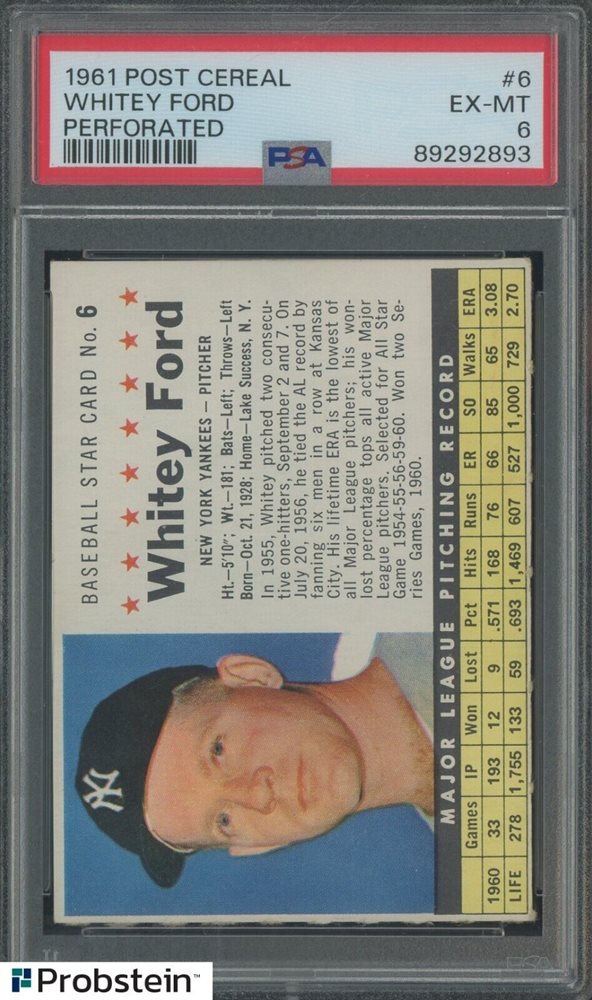 1961 POST CEREAL #6
WHITEY FORD EX-MT
PERFORATED 6
PSA 89292893
BASEBALL STAR CARD No. 6
Whitey Ford
NEW YORK YANKEES — PITCHER
Ht.—5'10"; Wt.—181; Bats—Left; Throws—Left
Born—Oct. 21, 1928; Home—Lake Success, N. Y.
In 1955, Whitey pitched two consecu-
tive one-hitters, September 2 and 7. On
July 20, 1956, he tied the AL record by
fanning six men in a row at Kansas
City. His lifetime ERA is the lowest of
all Major League pitchers; his won-
lost percentage tops all active Major
League pitchers. Selected for All Star
Game 1954-55-56-59-60. Won two Se-
ries Games, 1960.
MAJOR LEAGUE PITCHING RECORD
Games IP Won Lost Pct Hits Runs ER SO Walks ERA
1960 33 193 12 9 .571 168 76 66 85 65 3.08
LIFE 278 1,755 133 59 .693 1,469 607 527 1,000 729 2.70
NY
Probstein™